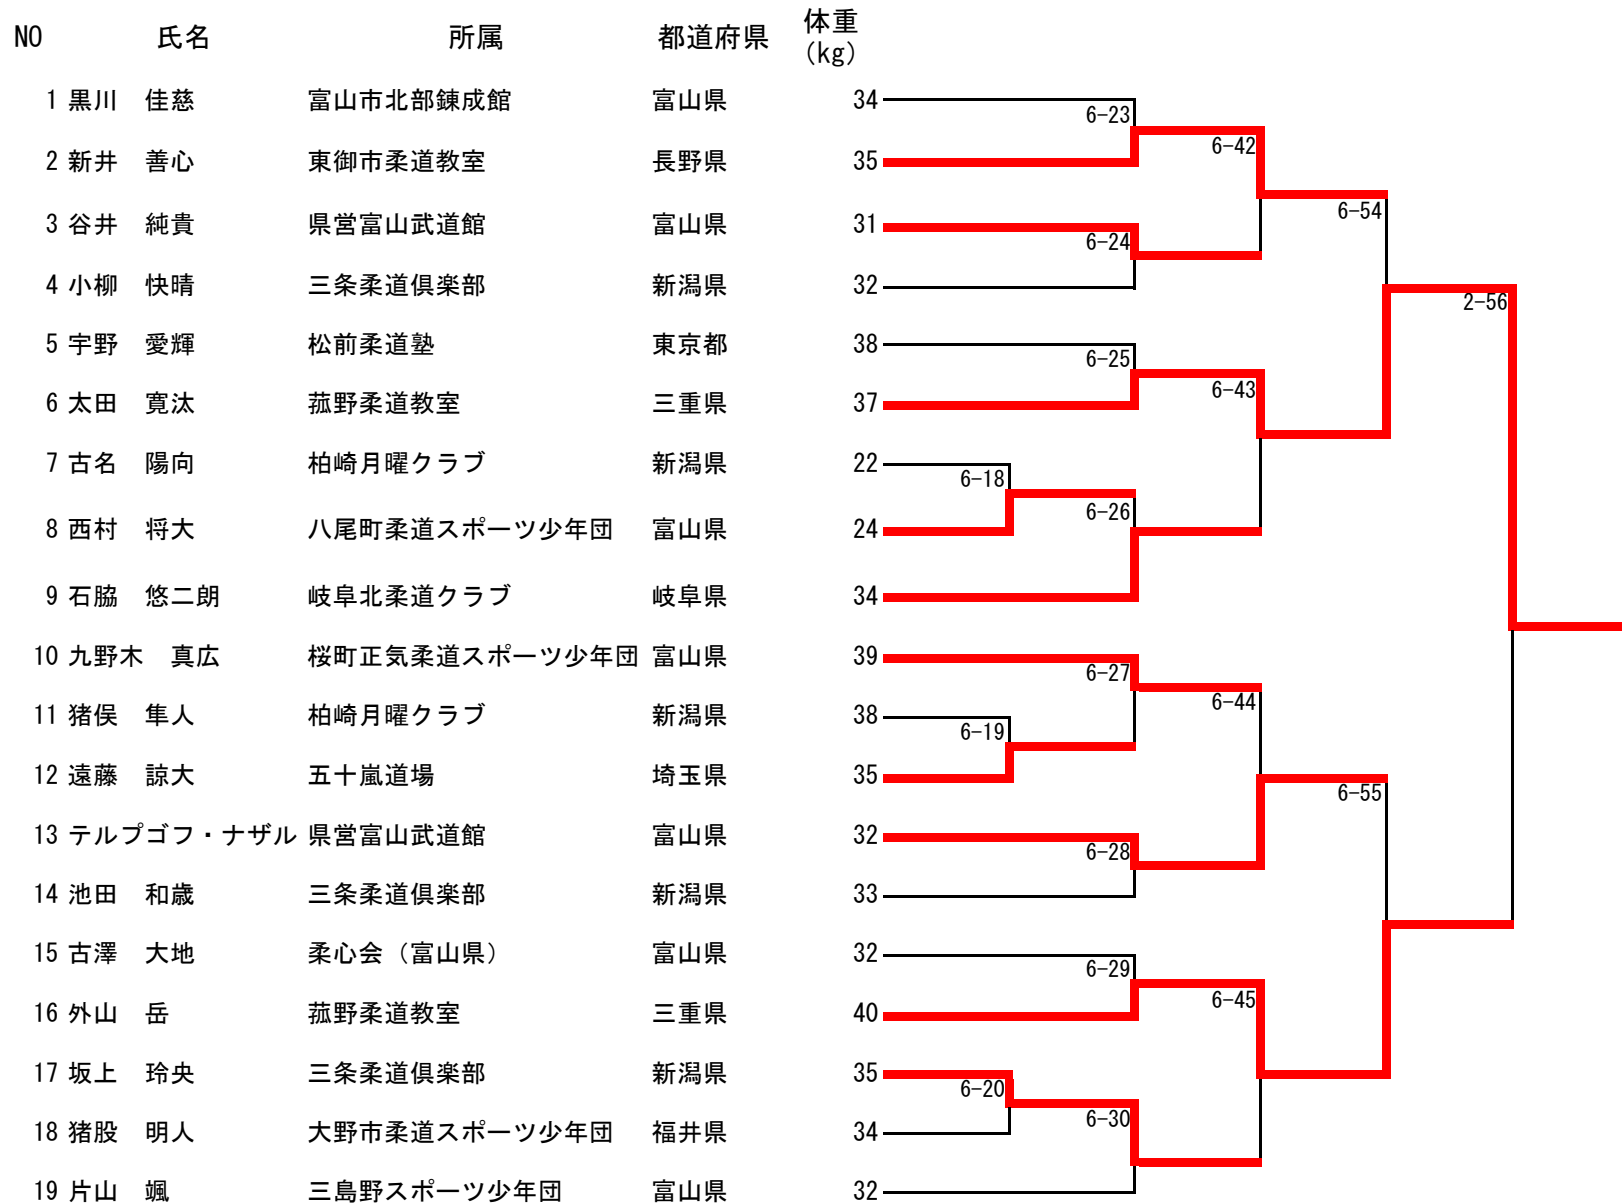 NO 氏名 所属 都道府県 体重(kg)
1 黒川 佳慈 富山市北部錬成館 富山県 34
6-23
6-42
2 新井 善心 東御市柔道教室 長野県 35
6-54
3 谷井 純貴 県営富山武道館 富山県 31
6-24
4 小柳 快晴 三条柔道倶楽部 新潟県 32
2-56
5 宇野 愛輝 松前柔道塾 東京都 38
6-25
6-43
6 太田 寛汰 菰野柔道教室 三重県 37
7 古名 陽向 柏崎月曜クラブ 新潟県 22
6-18
6-26
8 西村 将大 八尾町柔道スポーツ少年団 富山県 24
9 石脇 悠二朗 岐阜北柔道クラブ 岐阜県 34
10 九野木 真広 桜町正気柔道スポーツ少年団 富山県 39
6-27
6-44
11 猪俣 隼人 柏崎月曜クラブ 新潟県 38
6-19
12 遠藤 諒大 五十嵐道場 埼玉県 35
6-55
13 テルプゴフ・ナザル 県営富山武道館 富山県 32
6-28
14 池田 和歳 三条柔道倶楽部 新潟県 33
15 古澤 大地 柔心会（富山県） 富山県 32
6-29
6-45
16 外山 岳 菰野柔道教室 三重県 40
17 坂上 玲央 三条柔道倶楽部 新潟県 35
6-20
6-30
18 猪股 明人 大野市柔道スポーツ少年団 福井県 34
19 片山 颯 三島野スポーツ少年団 富山県 32